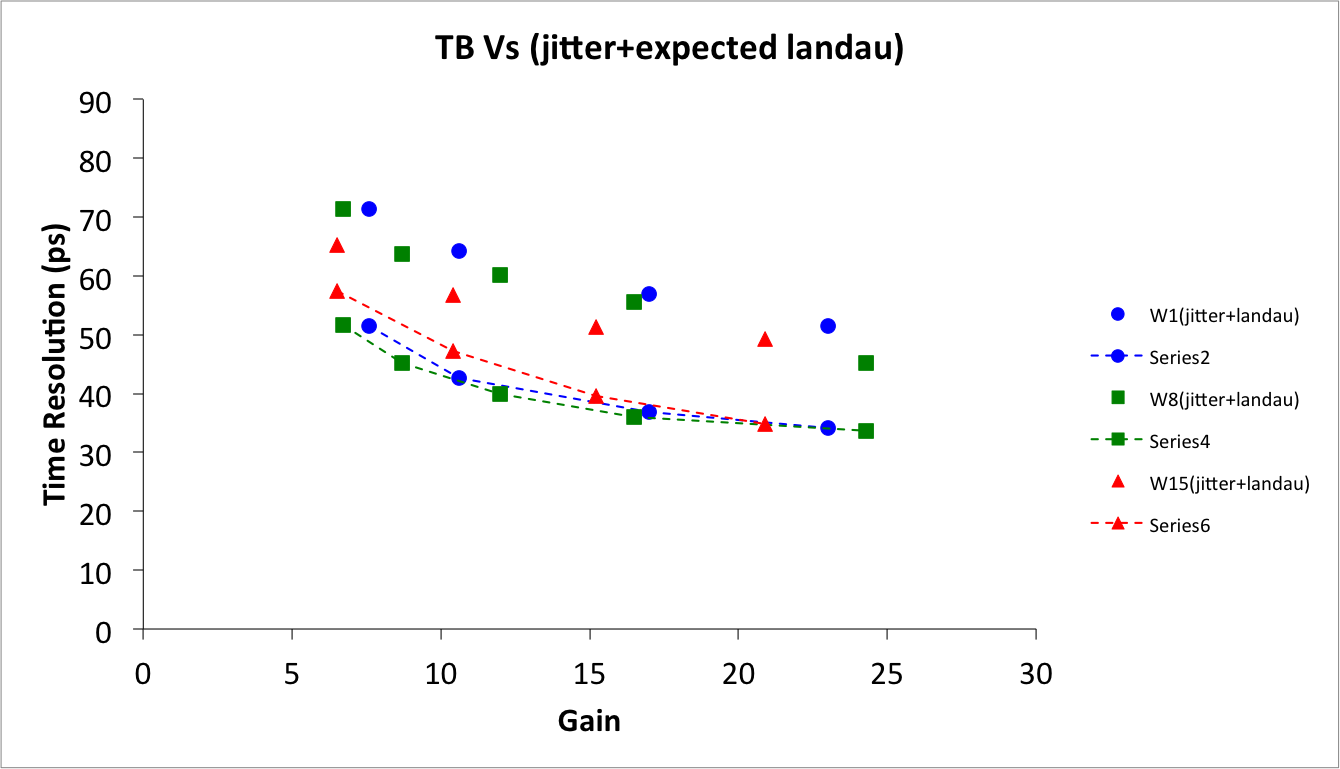 TB Vs (jitter+expected landau)
90
80
70
60
50
40
30
20
10
0
Time Resolution (ps)
0 5 10 15 20 25 30
Gain
W1(jitter+landau)
Series2
W8(jitter+landau)
Series4
W15(jitter+landau)
Series6